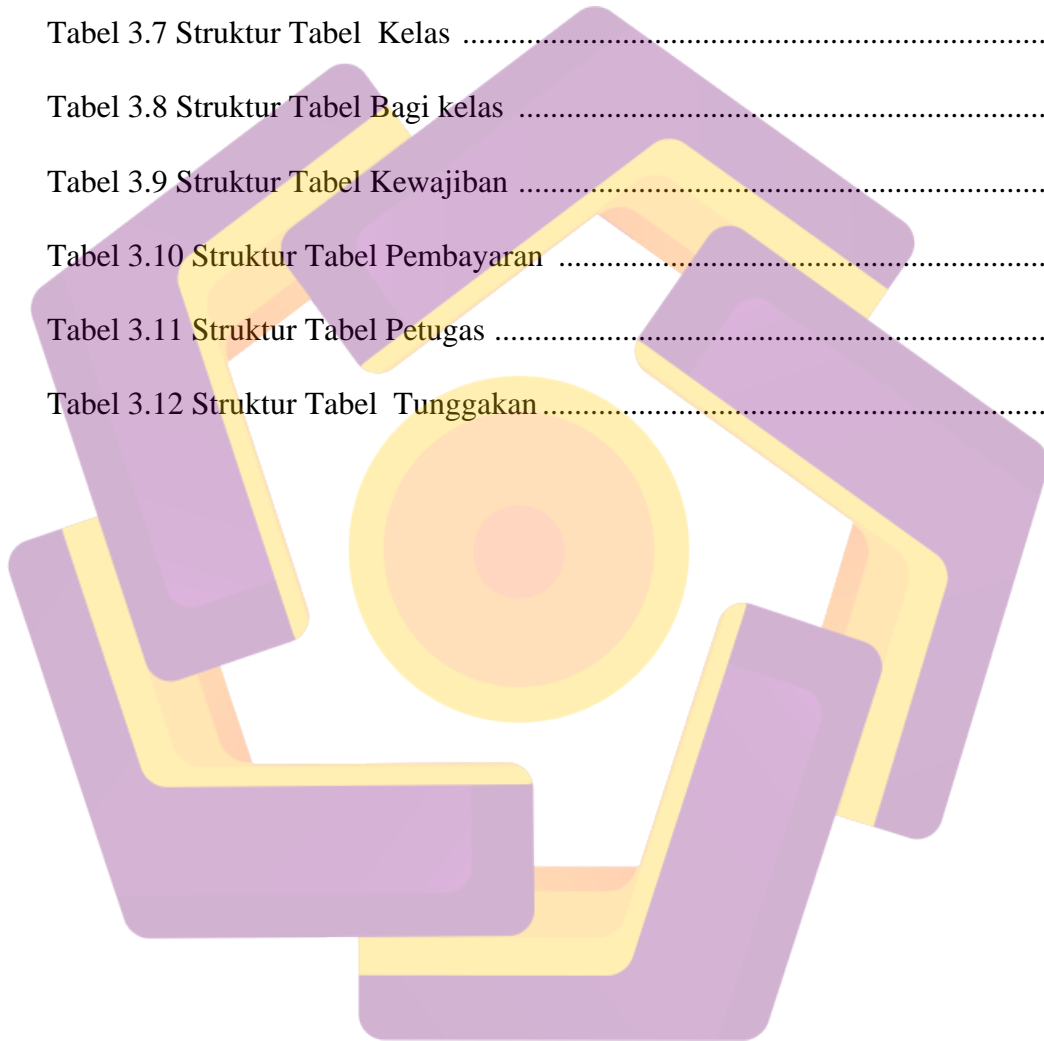 Tabel 3.7 Struktur Tabel  Kelas ..............................................................
Tabel 3.8 Struktur Tabel Bagi kelas ........................................................
Tabel 3.9 Struktur Tabel Kewajiban ........................................................
Tabel 3.10 Struktur Tabel Pembayaran ...................................................
Tabel 3.11 Struktur Tabel Petugas ..........................................................
Tabel 3.12 Struktur Tabel  Tunggakan .....................................................